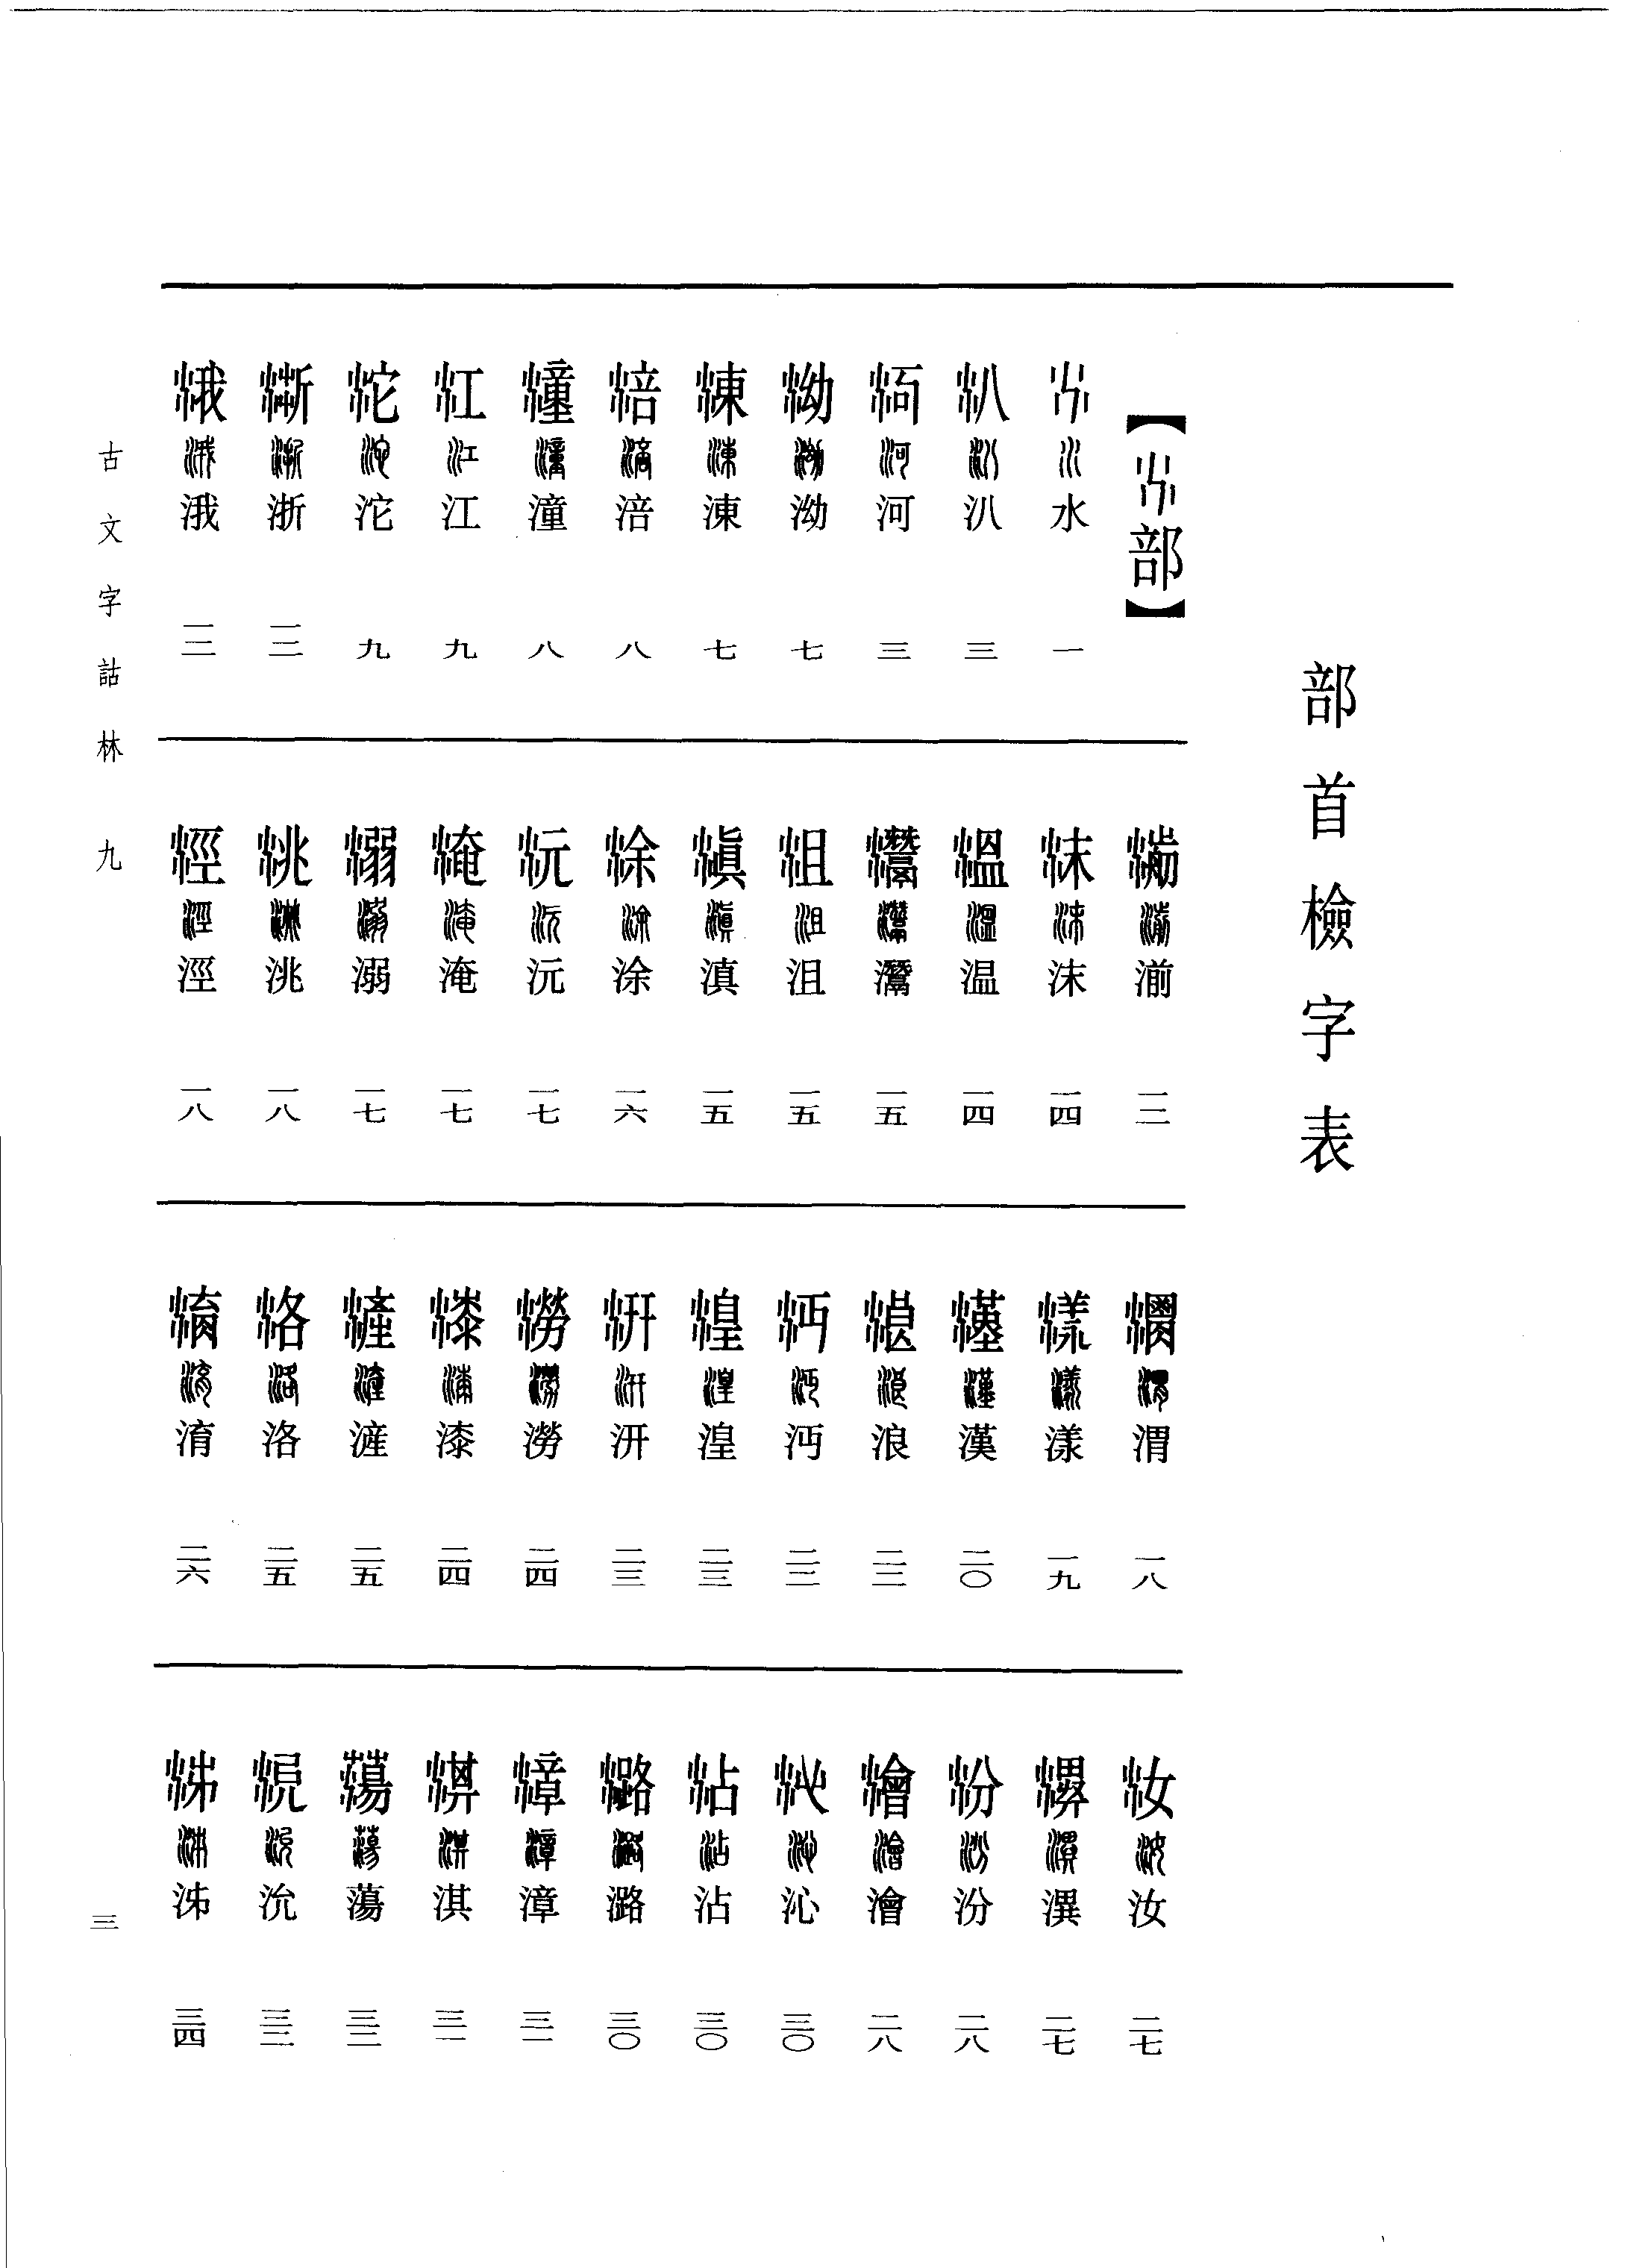 部首檢字表
【水部】
水 一
汃 三
河 三
泑 七
涷 七
涪 八
潼 八
江 九
沱 九
浙 一二
涐 一二
湔 一二
沫 一四
温 一四
灊 一五
沮 一五
滇 一五
涂 一六
沅 一七
淹 一七
溺 一七
洮 一八
涇 一八
渭 一八
漾 一九
漢 二〇
浪 二二
沔 二二
湟 二三
汧 二三
澇 二四
漆 二四
滻 二五
洛 二五
淯 二六
汝 二七
潩 二七
汾 二八
澮 二八
沁 三〇
沾 三〇
潞 三〇
漳 三一
淇 三一
蕩 三二
沇 三二
泲 三四
古文字詁林 九
三